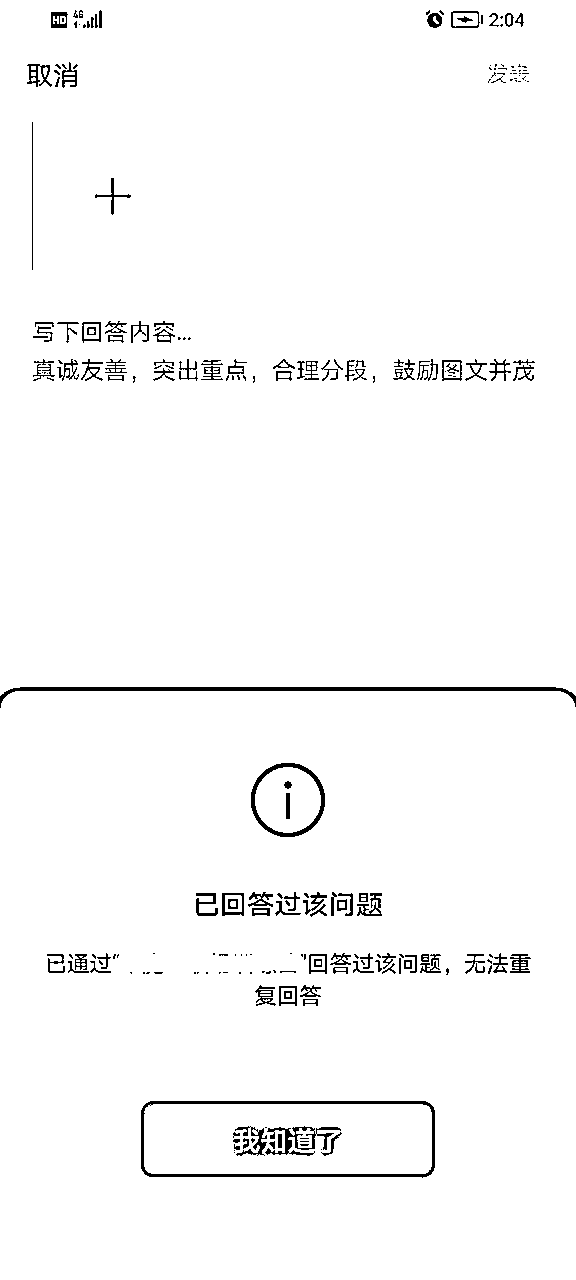 HD 4G 2:04
取消 发表
写下回答内容...
真诚友善，突出重点，合理分段，鼓励图文并茂
已回答过该问题
已通过“ ”回答过该问题，无法重
复回答
我知道了